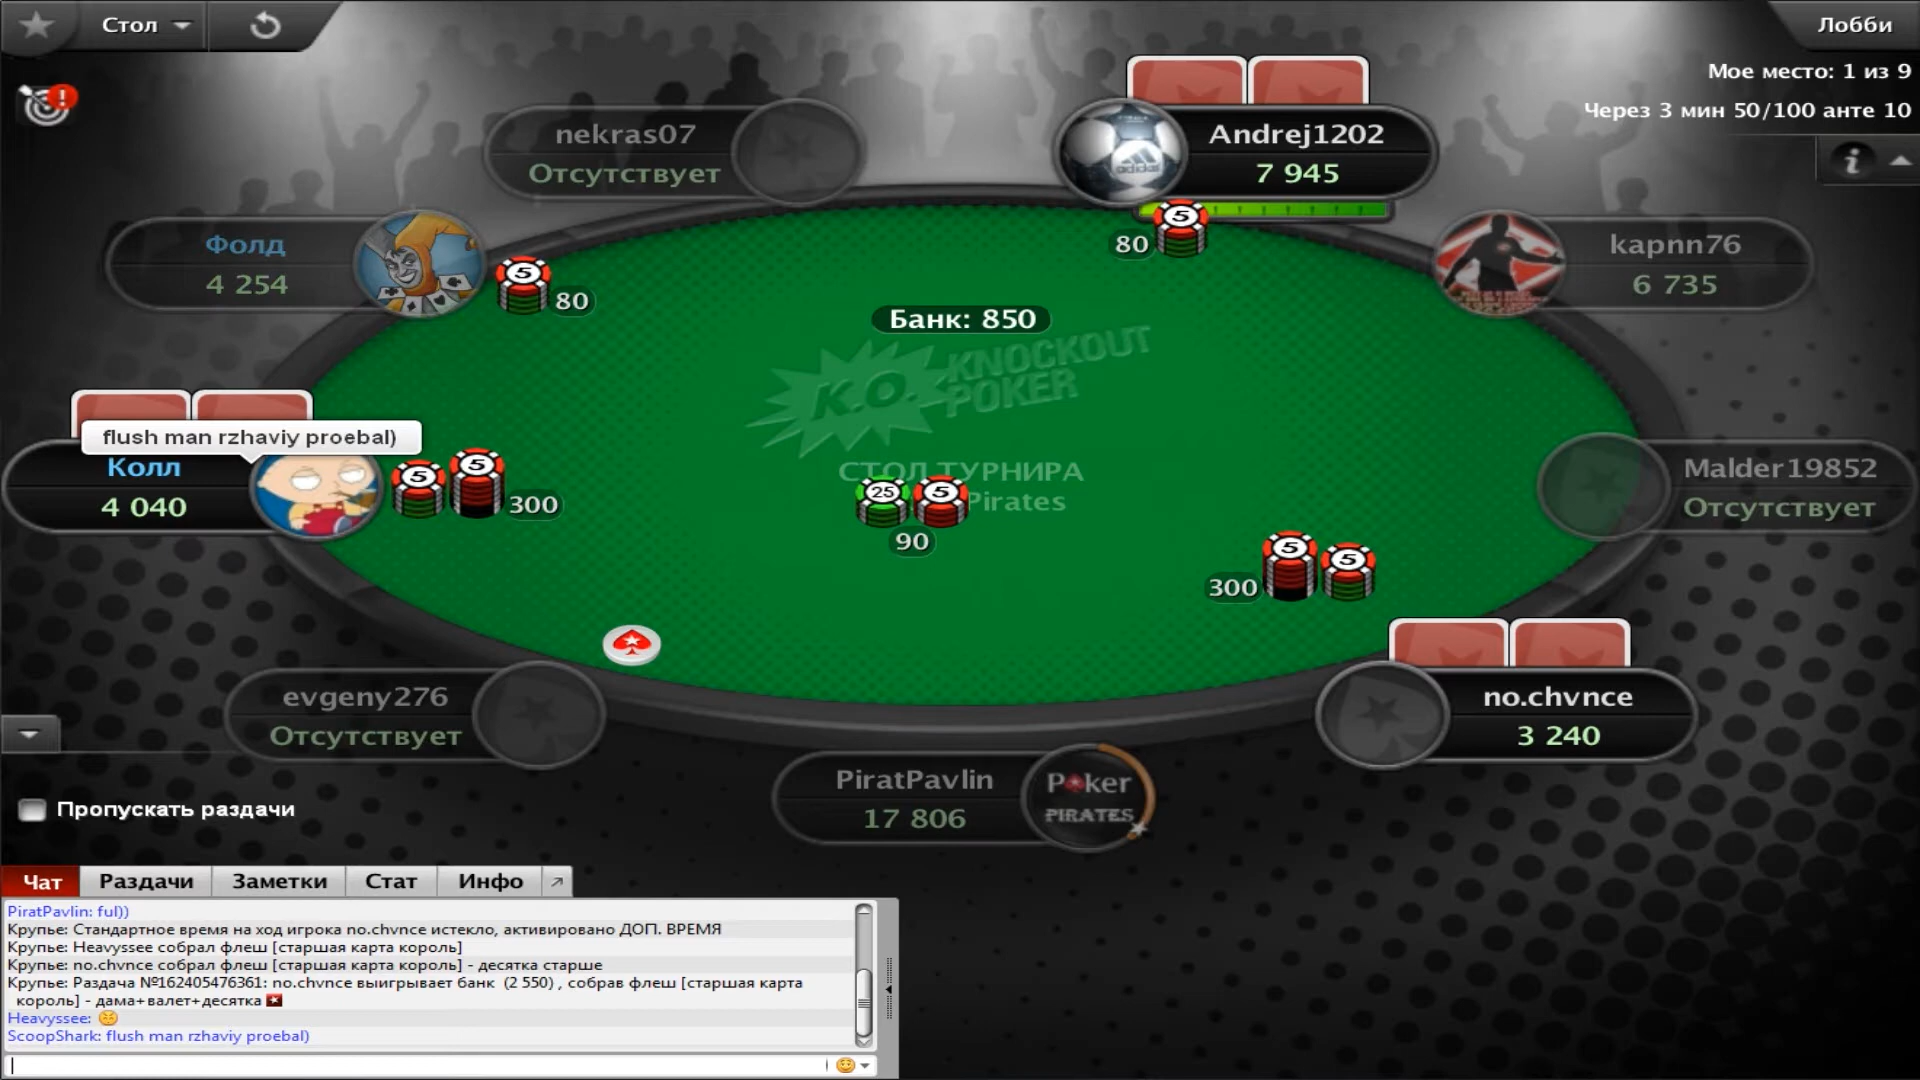 Стол
Лобби
Мое место: 1 из 9
Через 3 мин 50/100 анте 10
nekras07
Отсутствует
Andrej1202
7 945
Фолд
4 254
80
80
kapnn76
6 735
Банк: 850
K.O. KNOCKOUT
POKER
flush man rzhaviy proebal)
Колл
4 040
300
СТОЛ ТУРНИРА
Pirates
25
5
90
Malder19852
Отсутствует
300
evgeny276
Отсутствует
no.chvnce
3 240
PiratPavlin
17 806
Poker
PIRATES
Пропускать раздачи
Чат
Раздачи
Заметки
Стат
Инфо
PiratPavlin: ful))
Крупье: Стандартное время на ход игрока no.chvnce истекло, активировано ДОП. ВРЕМЯ
Крупье: Heavyssee собрал флеш [старшая карта король]
Крупье: no.chvnce собрал флеш [старшая карта король] - десятка старше
Крупье: Раздача №162405476361: no.chvnce выигрывает банк (2 550) , собрав флеш [старшая карта
король] - дама+валет+десятка
Heavyssee:
ScoopShark: flush man rzhaviy proebal)